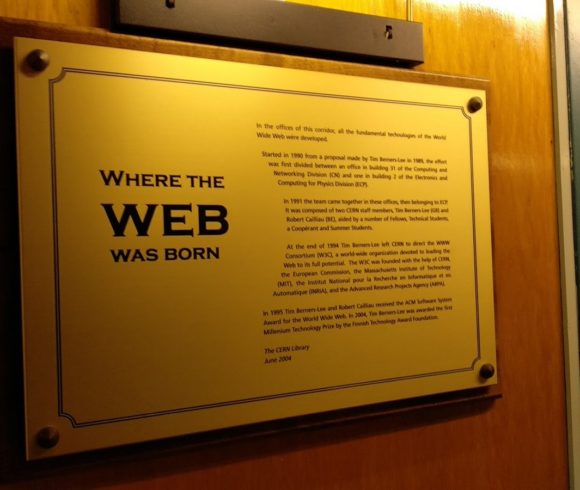 WHERE THE
WEB
WAS BORN
In the offices of this corridor, all the fundamental technologies of the World
Wide Web were developed.
Started in 1990 from a proposal made by Tim Berners-Lee in 1989, the effort
was first divided between an office in building 31 of the Computing and
Networking Division (CN) and one in building 2 of the Electronics and
Computing for Physics Division (ECP).
In 1991 the team came together in these offices, then belonging to ECP.
It was composed of two CERN staff members, Tim Berners-Lee (GB) and
Robert Cailliau (BE), aided by a number of Fellows, Technical Students,
a Coopérant and Summer Students.
At the end of 1994 Tim Berners-Lee left CERN to direct the WWW
Consortium (W3C), a world-wide organization devoted to leading the
Web to its full potential. The W3C was founded with the help of CERN,
the European Commission, the Massachusetts Institute of Technology
(MIT), the Institut National pour la Recherche en Informatique et en
Automatique (INRIA), and the Advanced Research Projects Agency (ARPA).
In 1995 Tim Berners-Lee and Robert Cailliau received the ACM Software System
Award for the World Wide Web. In 2004, Tim Berners-Lee was awarded the first
Millenium Technology Prize by the Finnish Technology Award Foundation.
The CERN Library
June 2004